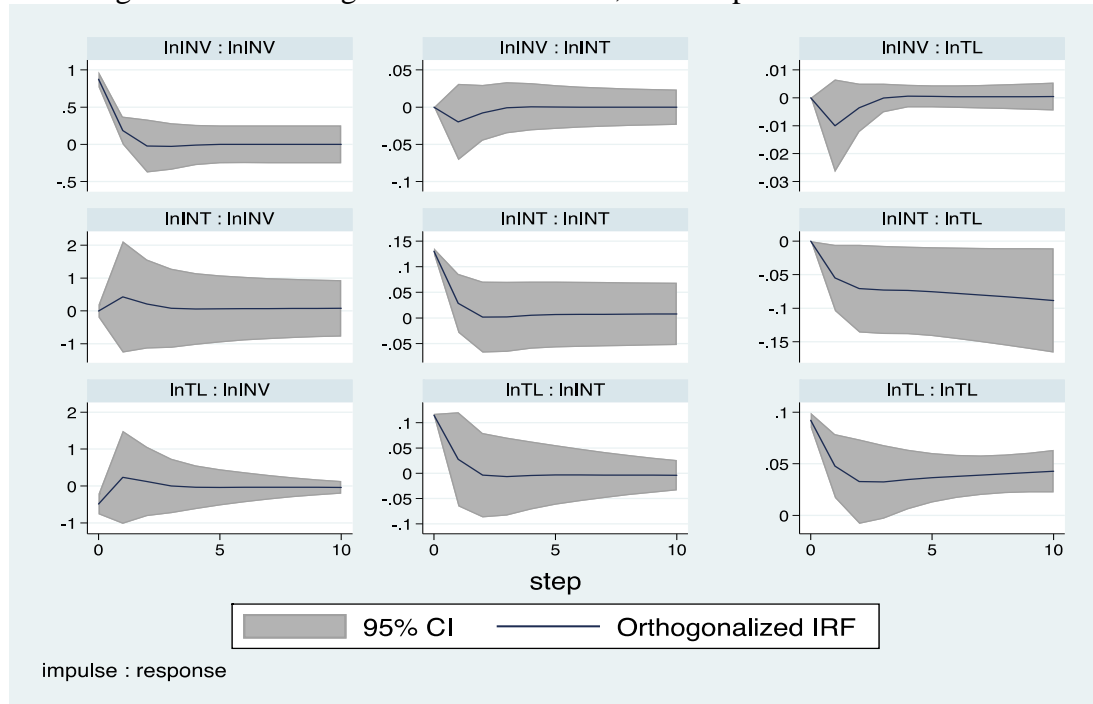 lnINV : lnINV lnINV : lnINT lnINV : lnTL
1 .05 .01
.5 0 0
0 -.05 -.01
-.5 -.1 -.02
-.03
lnINT : lnINV lnINT : lnINT lnINT : lnTL
2 .15 0
1 .1 -.05
0 .05 -.1
-1 0 -.15
-.05
lnTL : lnINV lnTL : lnINT lnTL : lnTL
2 .1 .1
1 .05 .05
0 0 0
-1 -.05
-.1
0 5 10 0 5 10 0 5 10
step
95% CI Orthogonalized IRF
impulse : response